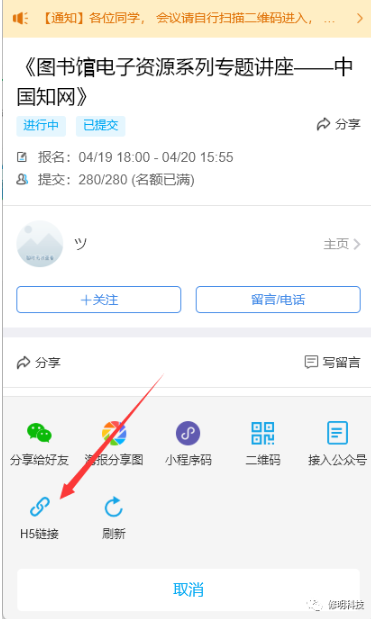 【通知】各位同学，会议请自行扫描二维码进入，...
《图书馆电子资源系列专题讲座——中
国知网》
进行中 已提交 分享
报名：04/19 18:00 - 04/20 15:55
提交：280/280 (名额已满)
ツ 主页
＋关注 留言/电话
分享 写留言
分享给好友 海报分享图 小程序码 二维码 接入公众号
H5链接 刷新
取消
修明科技